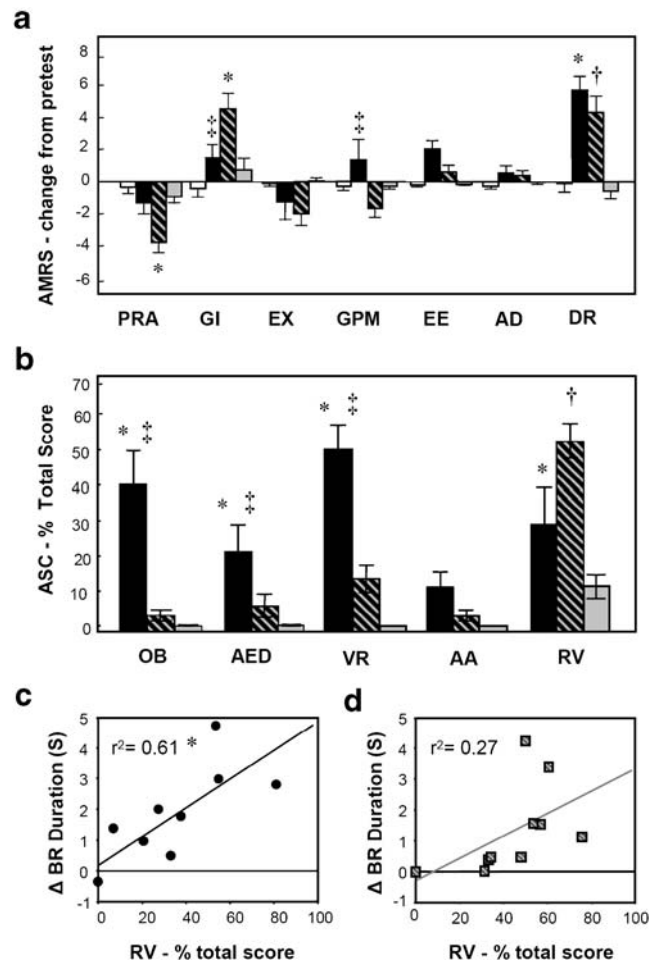 a
AMRS - change from pretest
8
6
4
2
0
-2
-4
-6
*
‡
*
‡
*
†
PRA GI EX GPM EE AD DR
b
ASC - % Total Score
70
60
50
40
30
20
10
0
* ‡
* ‡
* ‡
*
†
OB AED VR AA RV
c
Δ BR Duration (S)
5
4
3
2
1
0
-1
r²= 0.61 *
0 20 40 60 80 100
RV - % total score
d
Δ BR Duration (S)
5
4
3
2
1
0
-1
r²= 0.27
0 20 40 60 80 100
RV - % total score